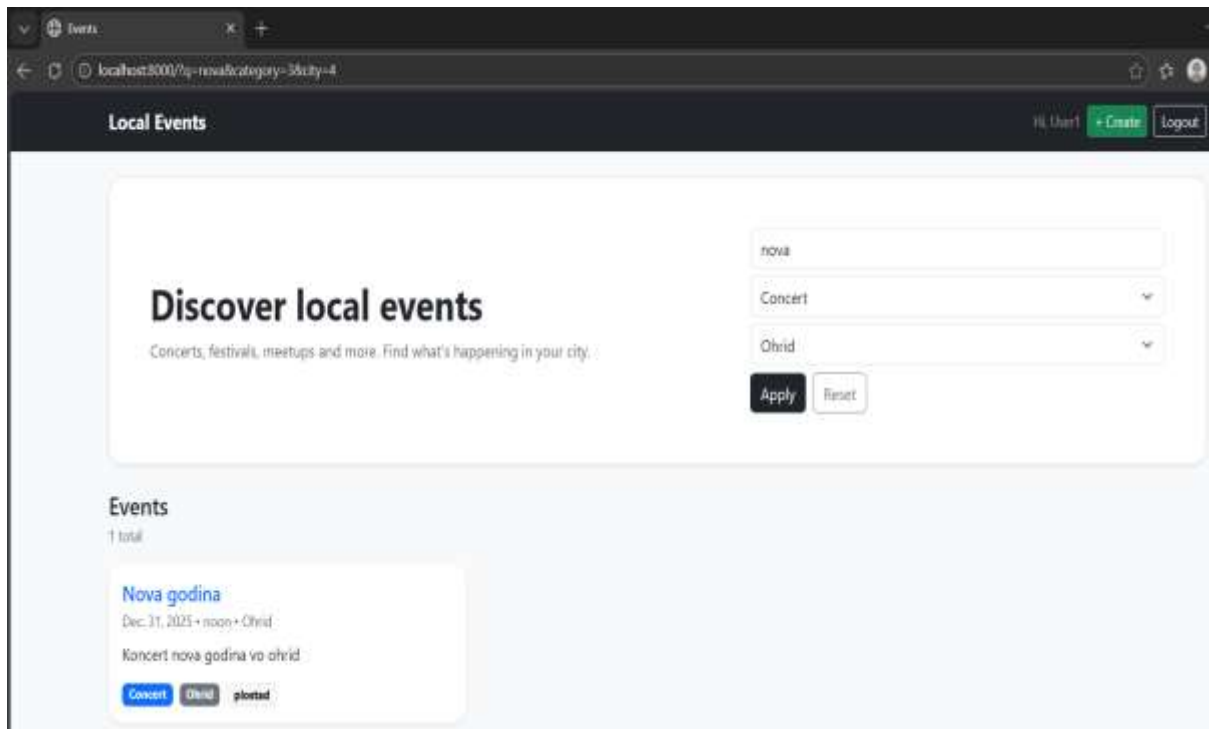 Events
localhost:8000/?q=nova&category=3&city=4
Local Events
Hi, User1
+ Create
Logout
nova
Discover local events
Concert
Concerts, festivals, meetups and more. Find what's happening in your city.
Ohrid
Apply
Reset
Events
1 total
Nova godina
Dec. 31, 2025 • noon • Ohrid
Koncert nova godina vo ohrid
Concert Ohrid plostad